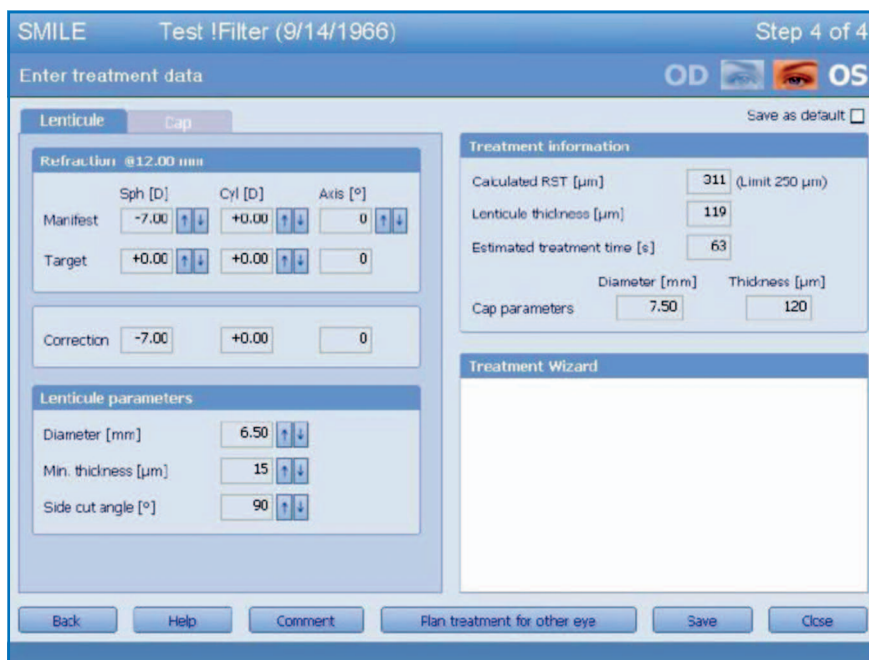 SMILE Test !Filter (9/14/1966) Step 4 of 4
Enter treatment data OD OS
Save as default
Lenticule Cap
Refraction @12.00 mm
Sph [D] Cyl [D] Axis [°]
Manifest -7.00 +0.00 0
Target +0.00 +0.00 0
Correction -7.00 +0.00 0
Lenticule parameters
Diameter [mm] 6.50
Min. thickness [µm] 15
Side cut angle [°] 90
Treatment information
Calculated RST [µm] 311 (Limit 250 µm)
Lenticule thickness [µm] 119
Estimated treatment time [s] 63
Diameter [mm] Thickness [µm]
Cap parameters 7.50 120
Treatment Wizard
Back Help Comment Plan treatment for other eye Save Close